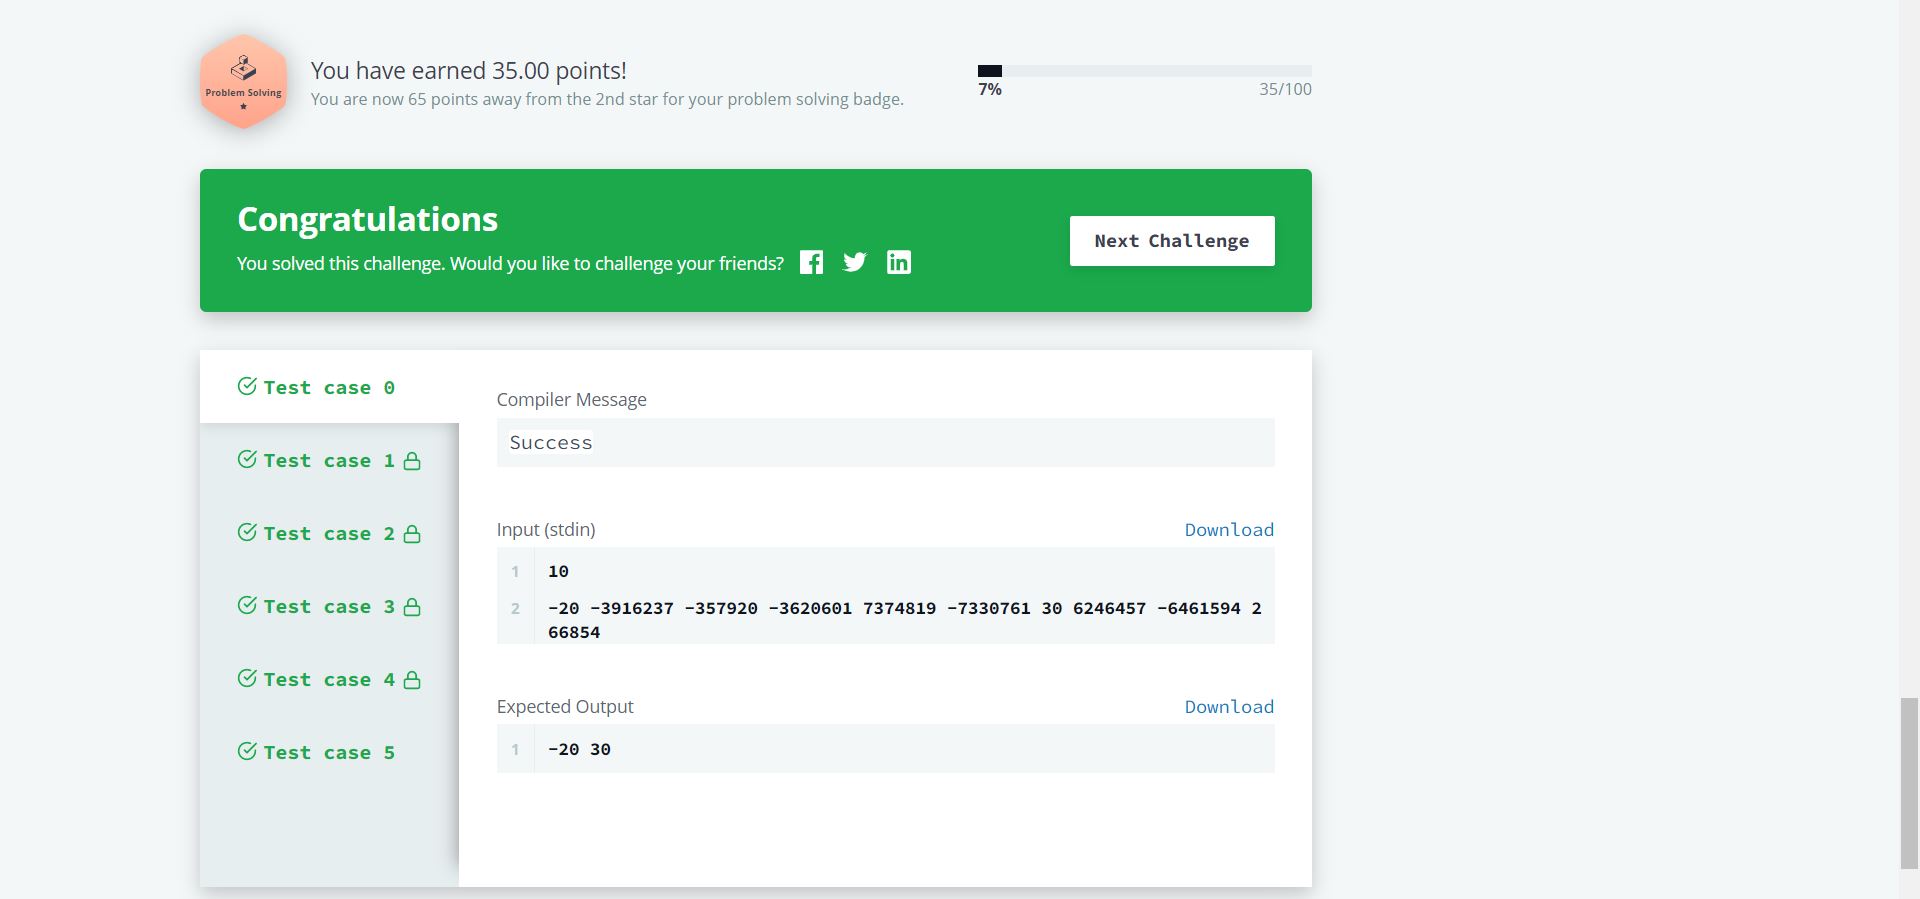 Problem Solving
You have earned 35.00 points!
You are now 65 points away from the 2nd star for your problem solving badge.
7%
35/100
Congratulations
You solved this challenge. Would you like to challenge your friends?
Next Challenge
Test case 0
Test case 1
Test case 2
Test case 3
Test case 4
Test case 5
Compiler Message
Success
Input (stdin)
Download
1 10
2 -20 -3916237 -357920 -3620601 7374819 -7330761 30 6246457 -6461594 2
66854
Expected Output
Download
1 -20 30